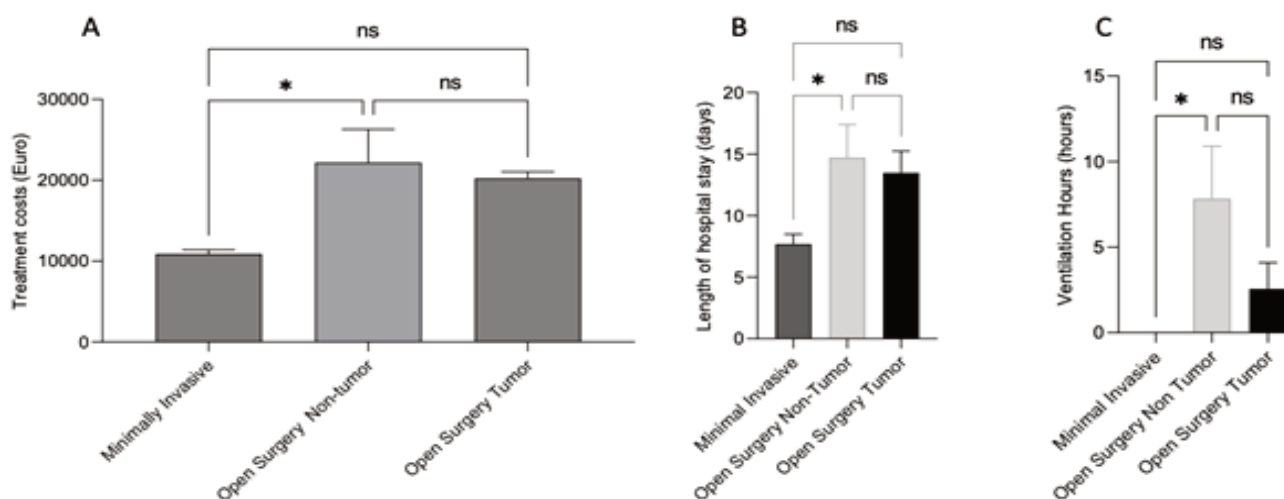 A
ns
*
ns
Treatment costs (Euro)
30000
20000
10000
0
Minimally Invasive
Open Surgery Non-tumor
Open Surgery Tumor
B
ns
*
ns
Length of hospital stay (days)
20
15
10
5
0
Minimal Invasive
Open Surgery Non-Tumor
Open Surgery Tumor
C
ns
*
ns
Ventilation Hours (hours)
15
10
5
0
Minimal Invasive
Open Surgery Non Tumor
Open Surgery Tumor